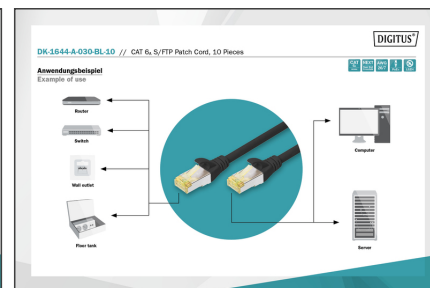 DIGITUS®
DK-1644-A-030-BL-10 // CAT 6A S/FTP Patch Cord, 10 Pieces
Anwendungsbeispiel
Example of use
Router
Switch
Wall outlet
Floor tank
Computer
Server